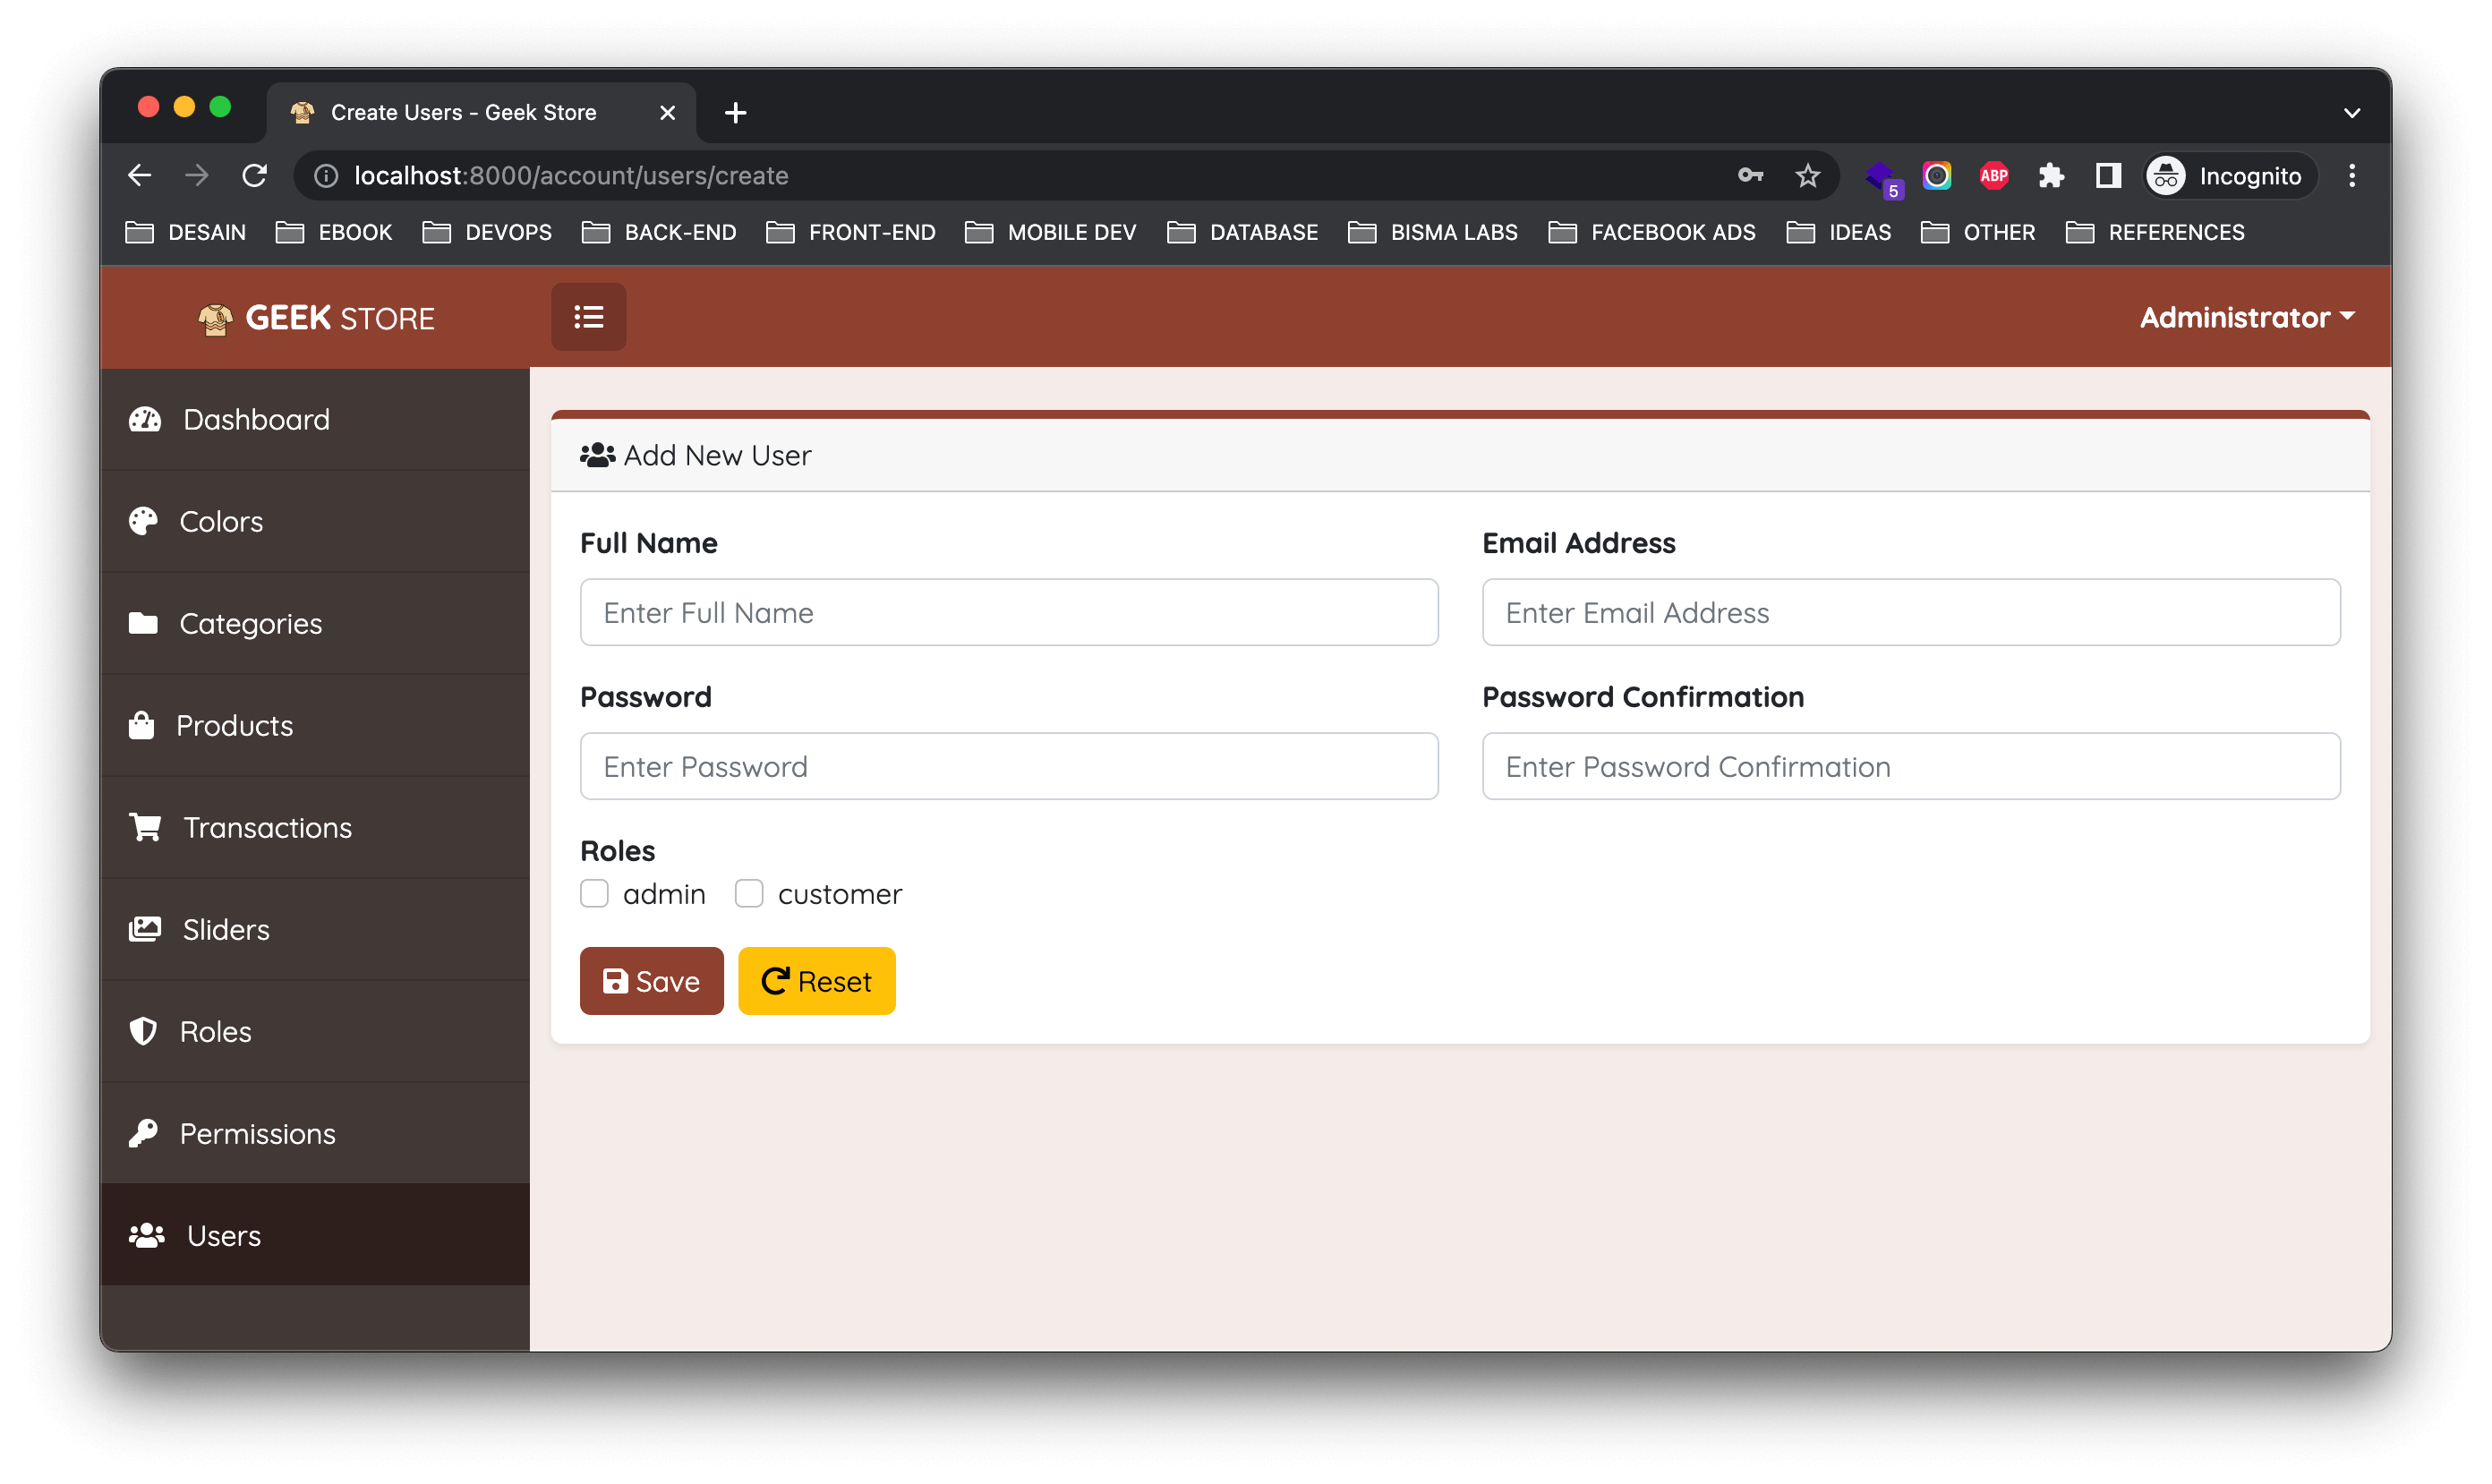 Create Users - Geek Store
localhost:8000/account/users/create
5
ABP
Incognito
DESAIN EBOOK DEVOPS BACK-END FRONT-END MOBILE DEV DATABASE BISMA LABS FACEBOOK ADS IDEAS OTHER REFERENCES
GEEK STORE
Administrator
Dashboard
Colors
Categories
Products
Transactions
Sliders
Roles
Permissions
Users
Add New User
Full Name
Email Address
Enter Full Name
Enter Email Address
Password
Password Confirmation
Enter Password
Enter Password Confirmation
Roles
admin customer
Save Reset